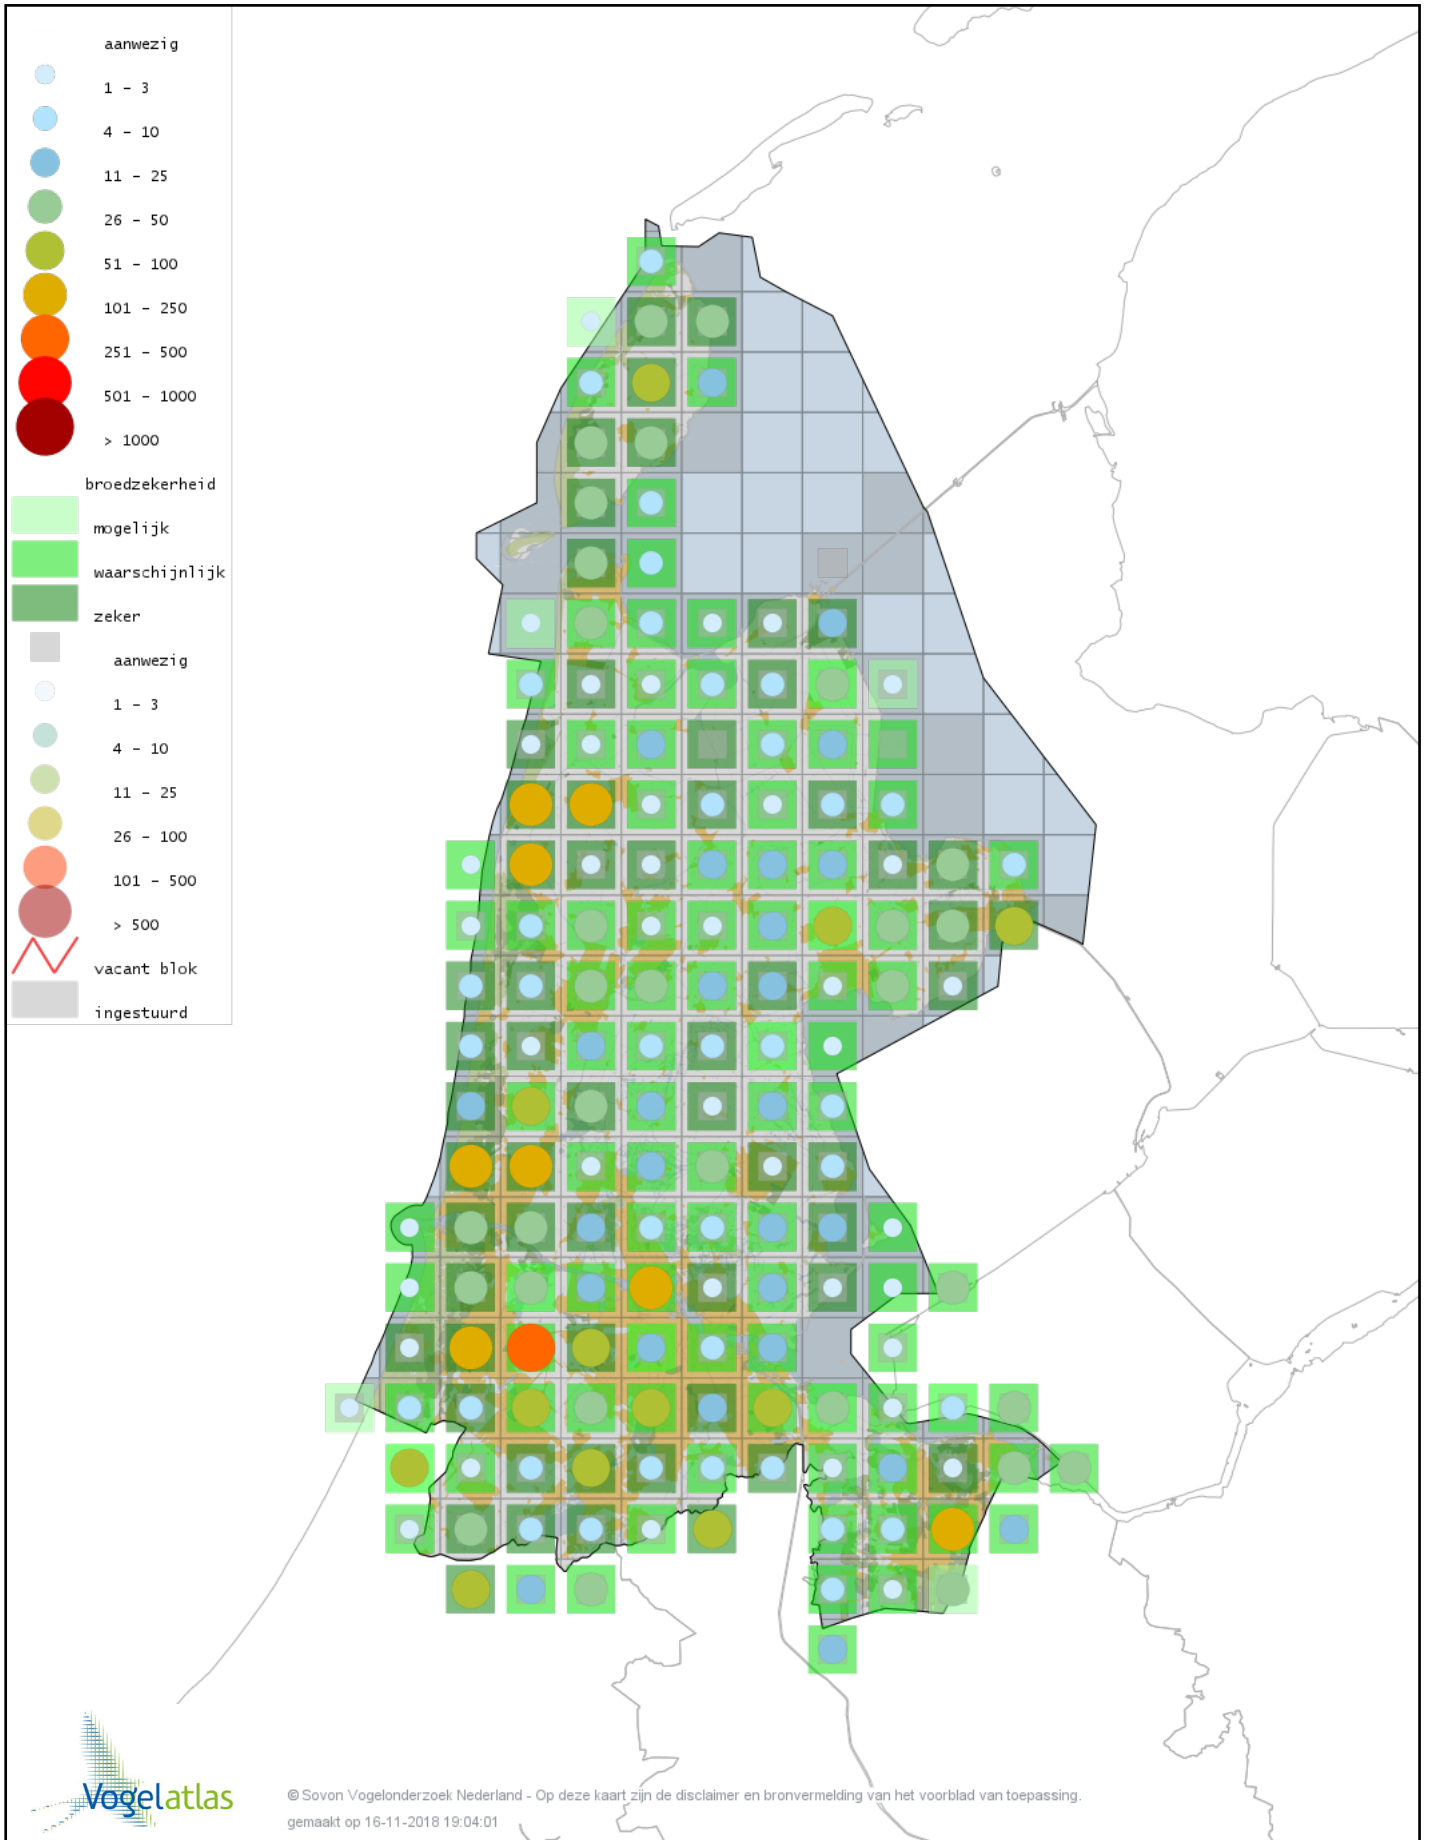 aanwezig
1 - 3
4 - 10
11 - 25
26 - 50
51 - 100
101 - 250
251 - 500
501 - 1000
> 1000
broedzekerheid
mogelijk
waarschijnlijk
zeker
aanwezig
1 - 3
4 - 10
11 - 25
26 - 100
101 - 500
> 500
vacant blok
ingestuurd
Vogelatlas
© Sovon Vogelonderzoek Nederland - Op deze kaart zijn de disclaimer en bronvermelding van het voorblad van toepassing.
gemaakt op 16-11-2018 19:04:01